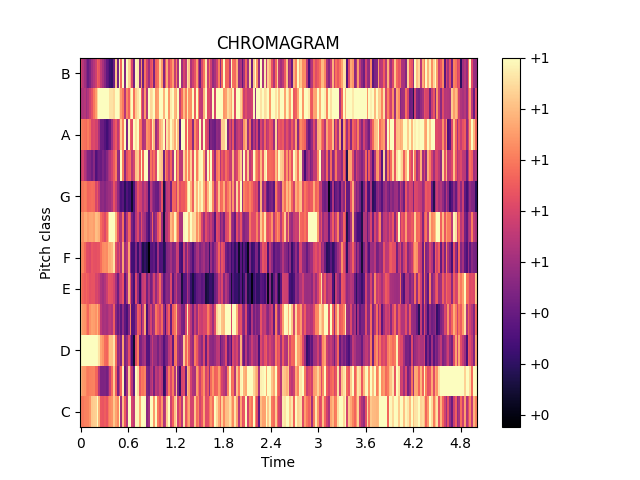 CHROMAGRAM
B
A
G
F
E
D
C
Pitch class
0 0.6 1.2 1.8 2.4 3 3.6 4.2 4.8
Time
+1
+1
+1
+1
+1
+0
+0
+0